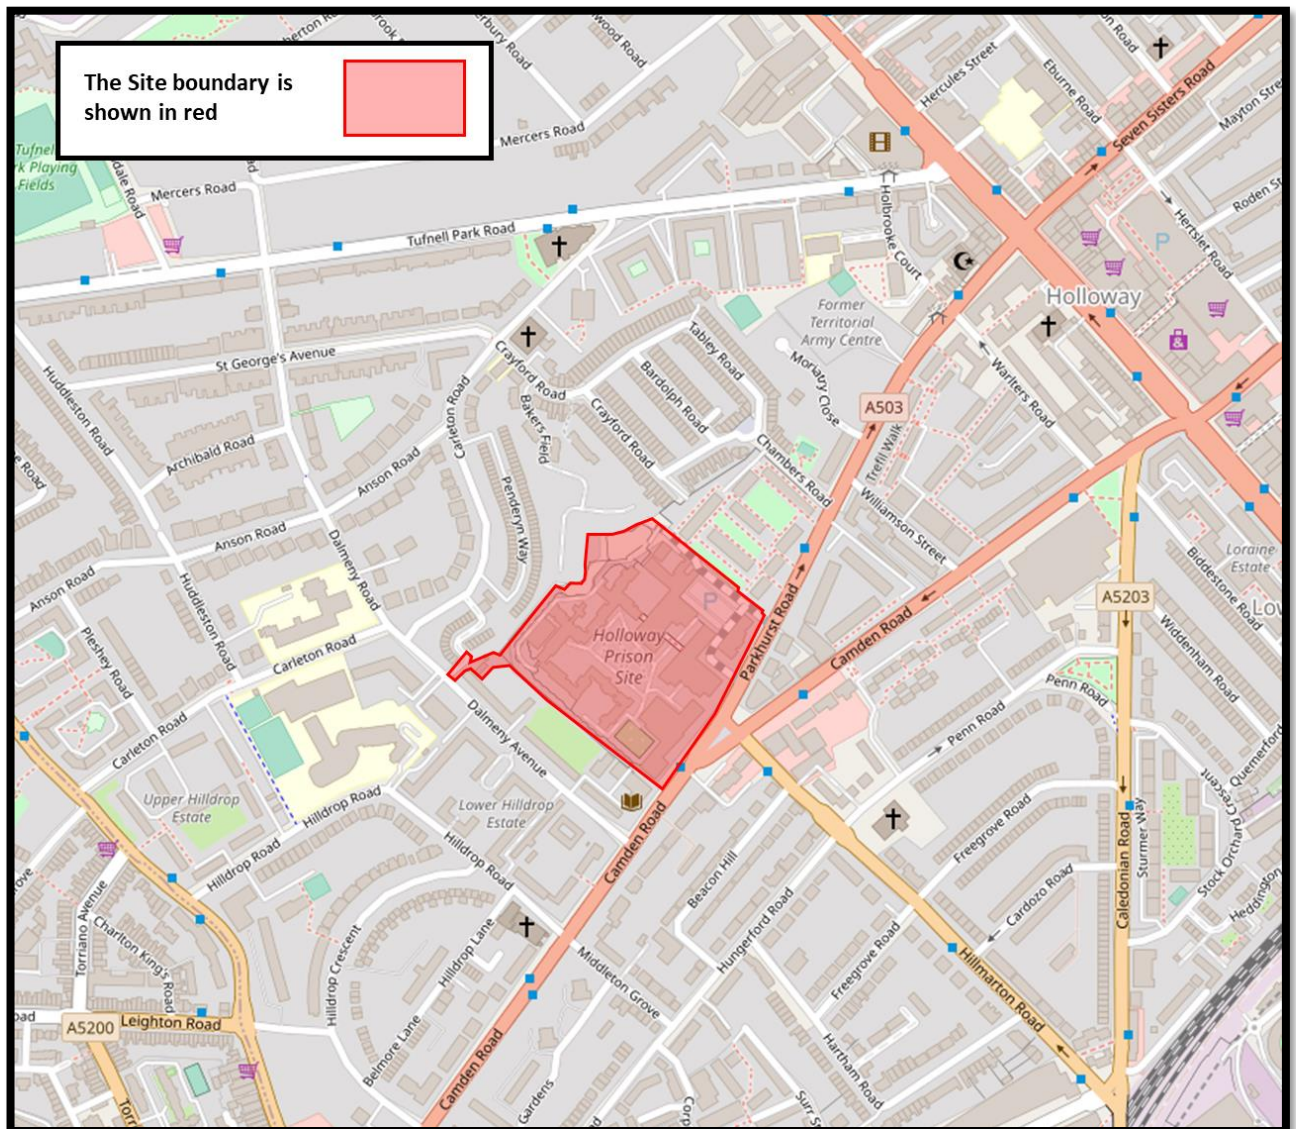 The Site boundary is
shown in red
Mercers Road
Mercers Road
Tufnell Park Road
Hercules Street
Eburne Road
Seven Sisters Road
Hertslet Road
Holbrooke Court
Holloway
P
Former
Territorial
Army Centre
St George's Avenue
Huddleston Road
Crayford Road
Tabley Road
Bardolph Road
Moriarty Close
Warlters Road
A503
Trefil Walk
Carleton Road
Bakers Field
Crayford Road
Archibald Road
Anson Road
Chambers Road
Williamson Street
Penderyn Way
Anson Road
Dalmeny Road
Anson Road
Huddleston Road
Biddestone Road
Loraine
Estate
A5203
P
Holloway
Prison
Site
Parkhurst Road
Camden Road
Widdenham Road
Pleshey Road
Carleton Road
Carleton Road
Penn Road
Penn Road
Dalmeny Avenue
Upper Hilldrop
Estate
Hilldrop Road
Lower Hilldrop
Estate
Hilldrop Road
Hilldrop Road
Camden Road
Freegrove Road
Caledonian Road
Sturmer Way
Stock Orchard Crescent
Beacon Hill
Hungerford Road
Cardozo Road
Torriano Avenue
Charlton King's Road
Hilldrop Crescent
Hilldrop Lane
Middleton Grove
Freegrove Road
Hillmarton Road
A5200
Leighton Road
Belmore Lane
Camden Road
Hartham Road
Gardens